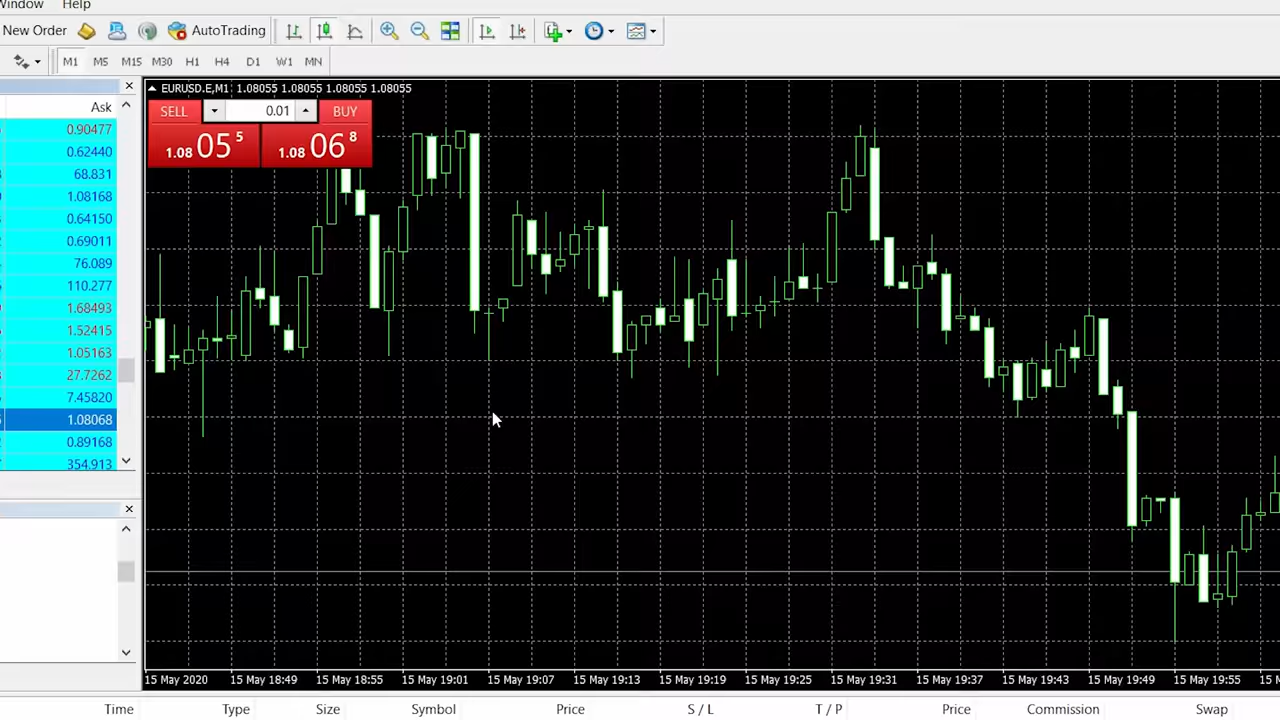 Window Help
New Order AutoTrading
M1 M5 M15 M30 H1 H4 D1 W1 MN
EURUSD.E,M1 1.08055 1.08055 1.08055 1.08055
SELL 0.01 BUY
1.08 05 5 1.08 06 8
Ask
0.90477
0.62440
68.831
1.08168
0.64150
0.69011
76.089
110.277
1.68493
1.52415
1.05163
27.7262
7.45820
1.08068
0.89168
354.913
15 May 2020 15 May 18:49 15 May 18:55 15 May 19:01 15 May 19:07 15 May 19:13 15 May 19:19 15 May 19:25 15 May 19:31 15 May 19:37 15 May 19:43 15 May 19:49 15 May 19:55 15 M
Time Type Size Symbol Price S / L T / P Price Commission Swap